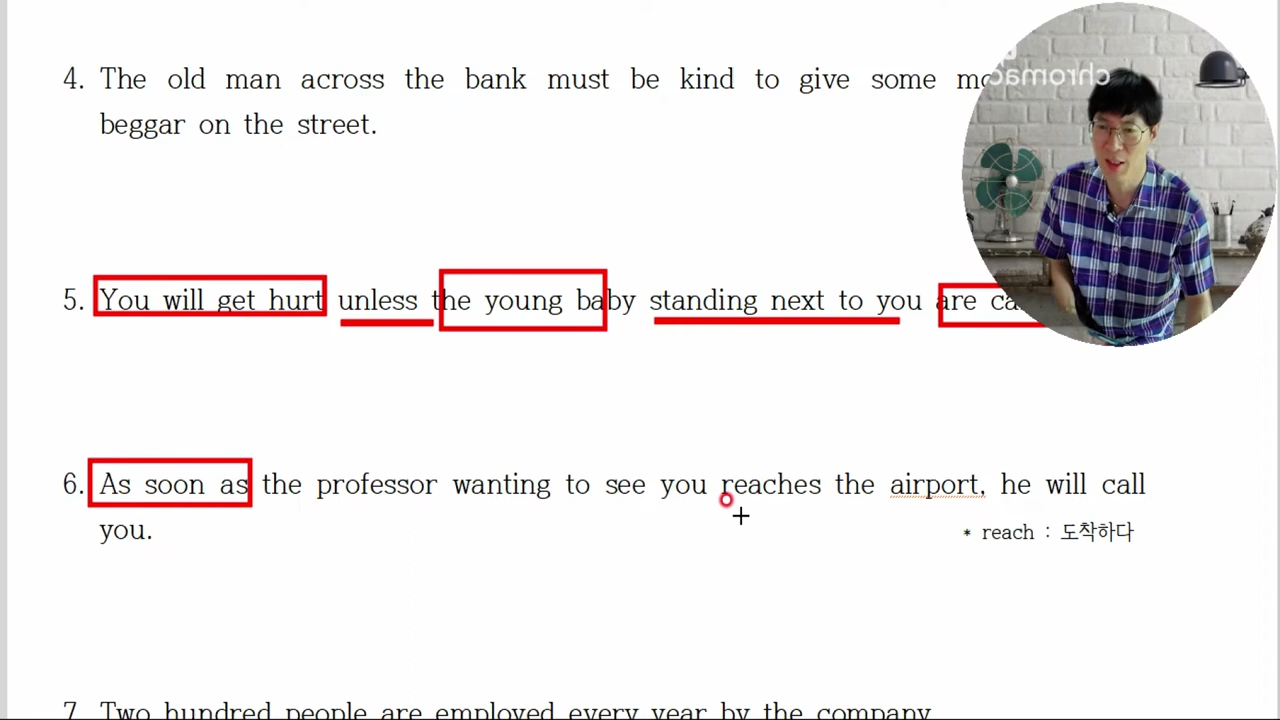 4. The old man across the bank must be kind to give some
chromac
beggar on the street.
5. You will get hurt unless the young baby standing next to you are
6. As soon as the professor wanting to see you reaches the airport, he will call
you.
* reach : 도착하다
7. Two hundred people are employed every year by the company.